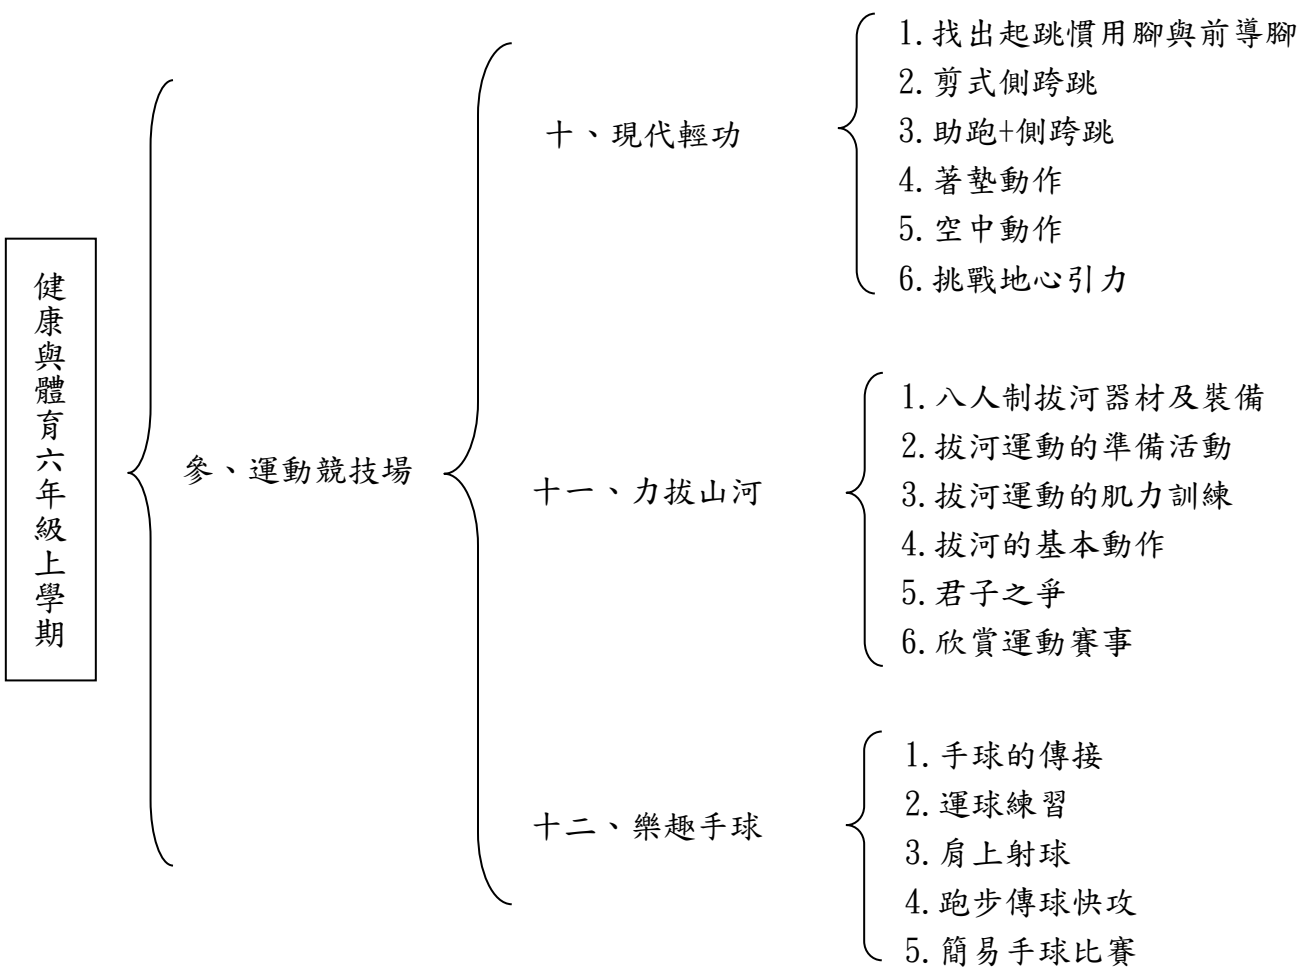 健康與體育六年級上學期
參、運動競技場
十、現代輕功
1.找出起跳慣用腳與前導腳
2.剪式側跨跳
3.助跑+側跨跳
4.著墊動作
5.空中動作
6.挑戰地心引力
十一、力拔山河
1.八人制拔河器材及裝備
2.拔河運動的準備活動
3.拔河運動的肌力訓練
4.拔河的基本動作
5.君子之爭
6.欣賞運動賽事
十二、樂趣手球
1.手球的傳接
2.運球練習
3.肩上射球
4.跑步傳球快攻
5.簡易手球比賽